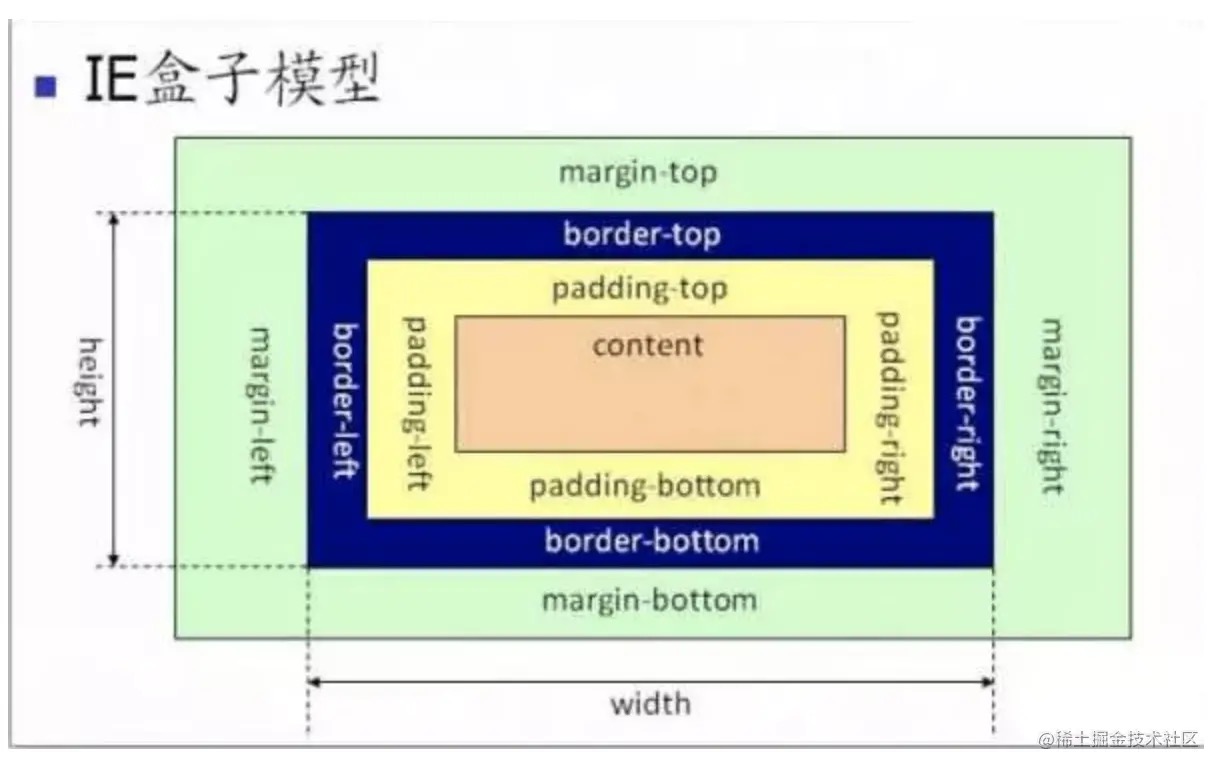 IE盒子模型
margin-top
border-top
padding-top
content
height
margin-left
border-left
padding-left
padding-right
border-right
margin-right
padding-bottom
border-bottom
margin-bottom
width
@稀土掘金技术社区